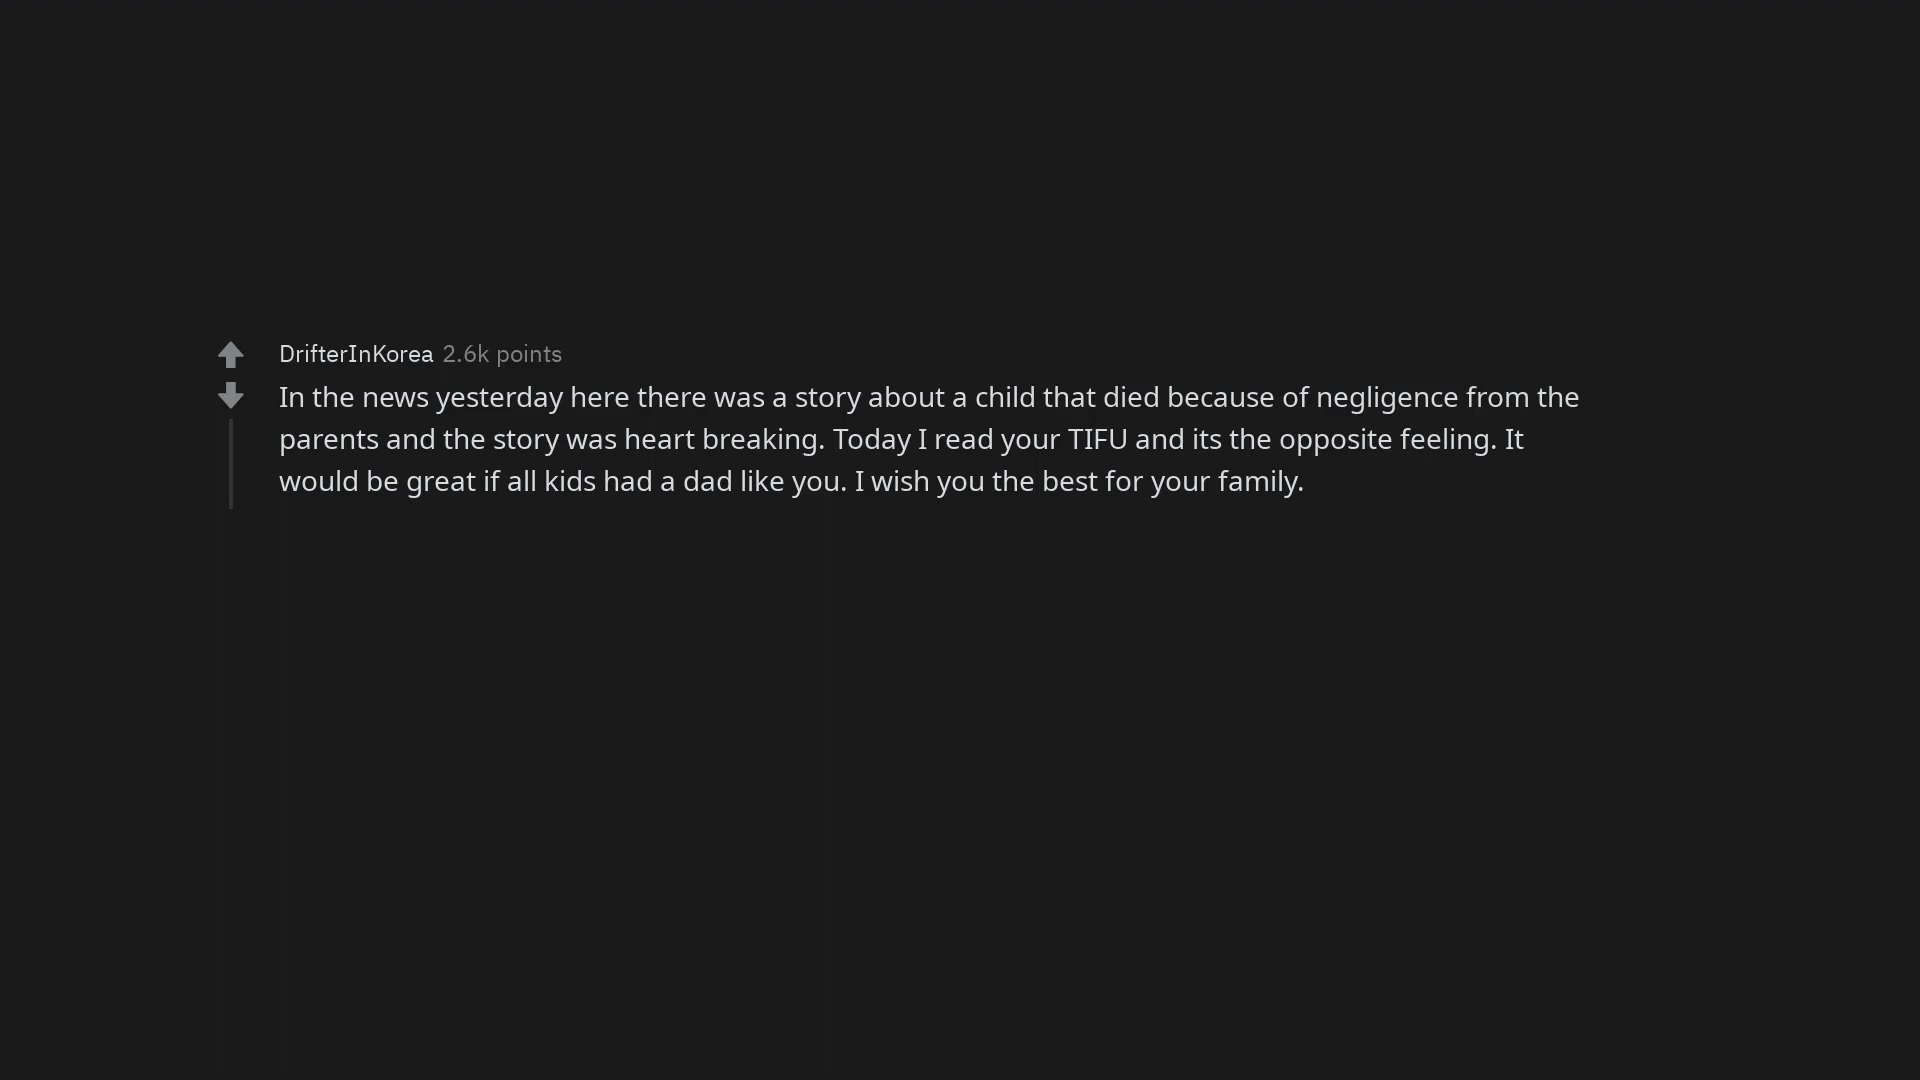 DrifterInKorea 2.6k points
In the news yesterday here there was a story about a child that died because of negligence from the
parents and the story was heart breaking. Today I read your TIFU and its the opposite feeling. It
would be great if all kids had a dad like you. I wish you the best for your family.